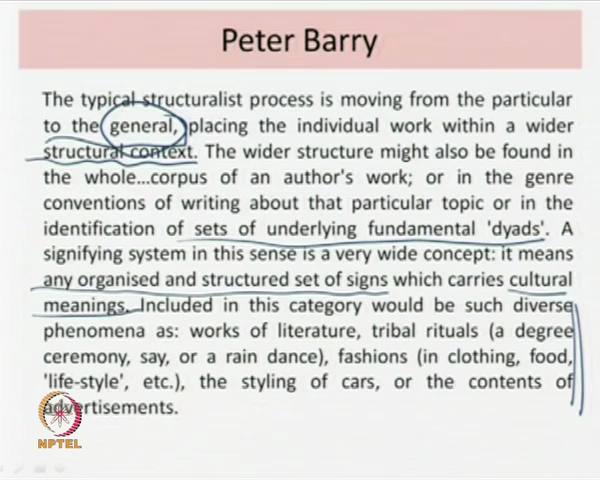 Peter Barry
The typical structuralist process is moving from the particular
to the general, placing the individual work within a wider
structural context. The wider structure might also be found in
the whole...corpus of an author's work; or in the genre
conventions of writing about that particular topic or in the
identification of sets of underlying fundamental 'dyads'. A
signifying system in this sense is a very wide concept: it means
any organised and structured set of signs which carries cultural
meanings. Included in this category would be such diverse
phenomena as: works of literature, tribal rituals (a degree
ceremony, say, or a rain dance), fashions (in clothing, food,
'life-style', etc.), the styling of cars, or the contents of
advertisements.
NPTEL